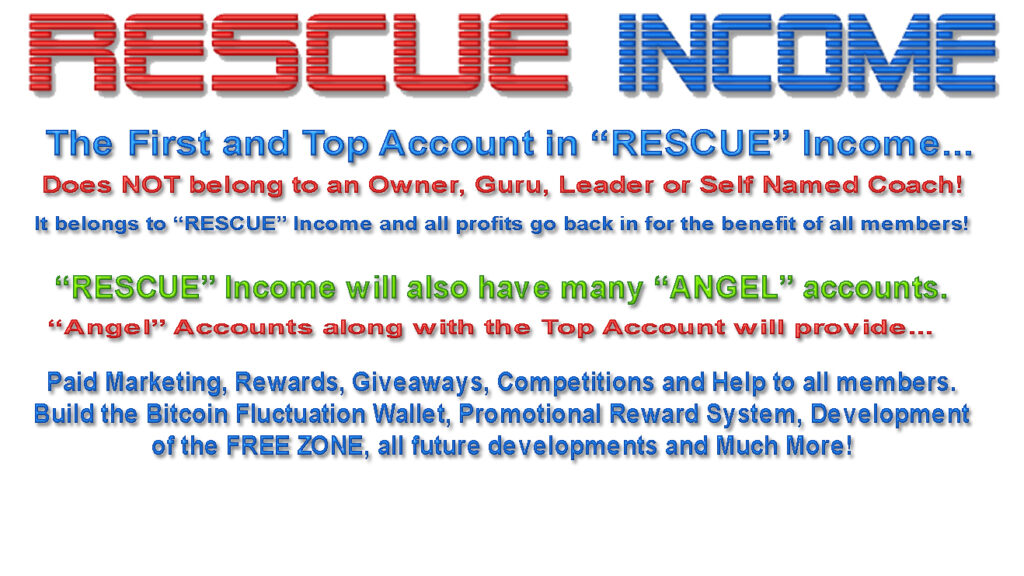 RESCUE INCOME
The First and Top Account in “RESCUE” Income...
Does NOT belong to an Owner, Guru, Leader or Self Named Coach!
It belongs to “RESCUE” Income and all profits go back in for the benefit of all members!
“RESCUE” Income will also have many “ANGEL” accounts.
“Angel” Accounts along with the Top Account will provide...
Paid Marketing, Rewards, Giveaways, Competitions and Help to all members.
Build the Bitcoin Fluctuation Wallet, Promotional Reward System, Development
of the FREE ZONE, all future developments and Much More!